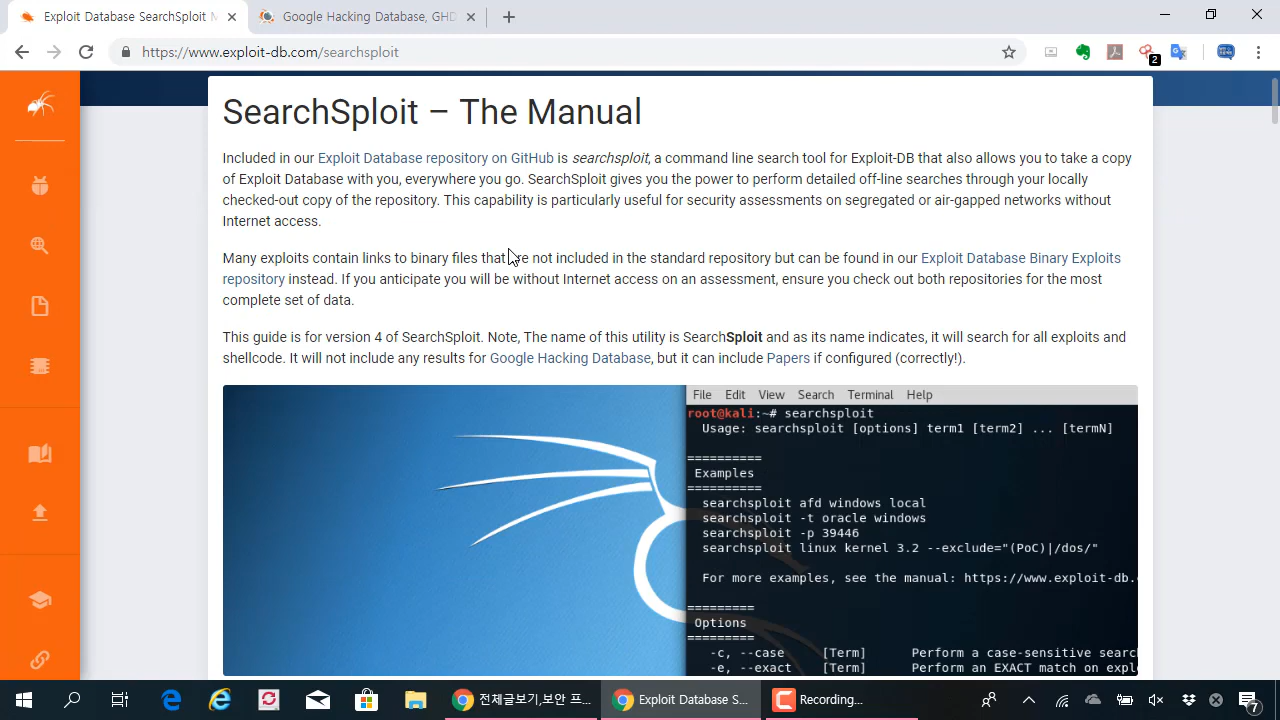 Exploit Database SearchSploit M
Google Hacking Database, GHD
https://www.exploit-db.com/searchsploit
2
SearchSploit – The Manual
Included in our Exploit Database repository on GitHub is searchsploit, a command line search tool for Exploit-DB that also allows you to take a copy
of Exploit Database with you, everywhere you go. SearchSploit gives you the power to perform detailed off-line searches through your locally
checked-out copy of the repository. This capability is particularly useful for security assessments on segregated or air-gapped networks without
Internet access.
Many exploits contain links to binary files that are not included in the standard repository but can be found in our Exploit Database Binary Exploits
repository instead. If you anticipate you will be without Internet access on an assessment, ensure you check out both repositories for the most
complete set of data.
This guide is for version 4 of SearchSploit. Note, The name of this utility is SearchSploit and as its name indicates, it will search for all exploits and
shellcode. It will not include any results for Google Hacking Database, but it can include Papers if configured (correctly!).
File Edit View Search Terminal Help
root@kali:~# searchsploit
Usage: searchsploit [options] term1 [term2] ... [termN]
==========
Examples
==========
searchsploit afd windows local
searchsploit -t oracle windows
searchsploit -p 39446
searchsploit linux kernel 3.2 --exclude="(PoC)|/dos/"
For more examples, see the manual: https://www.exploit-db.
=========
Options
=========
-c, --case [Term] Perform a case-sensitive searc
-e, --exact [Term] Perform an EXACT match on expl
전체글보기,보안 프...
Exploit Database S...
Recording...
7